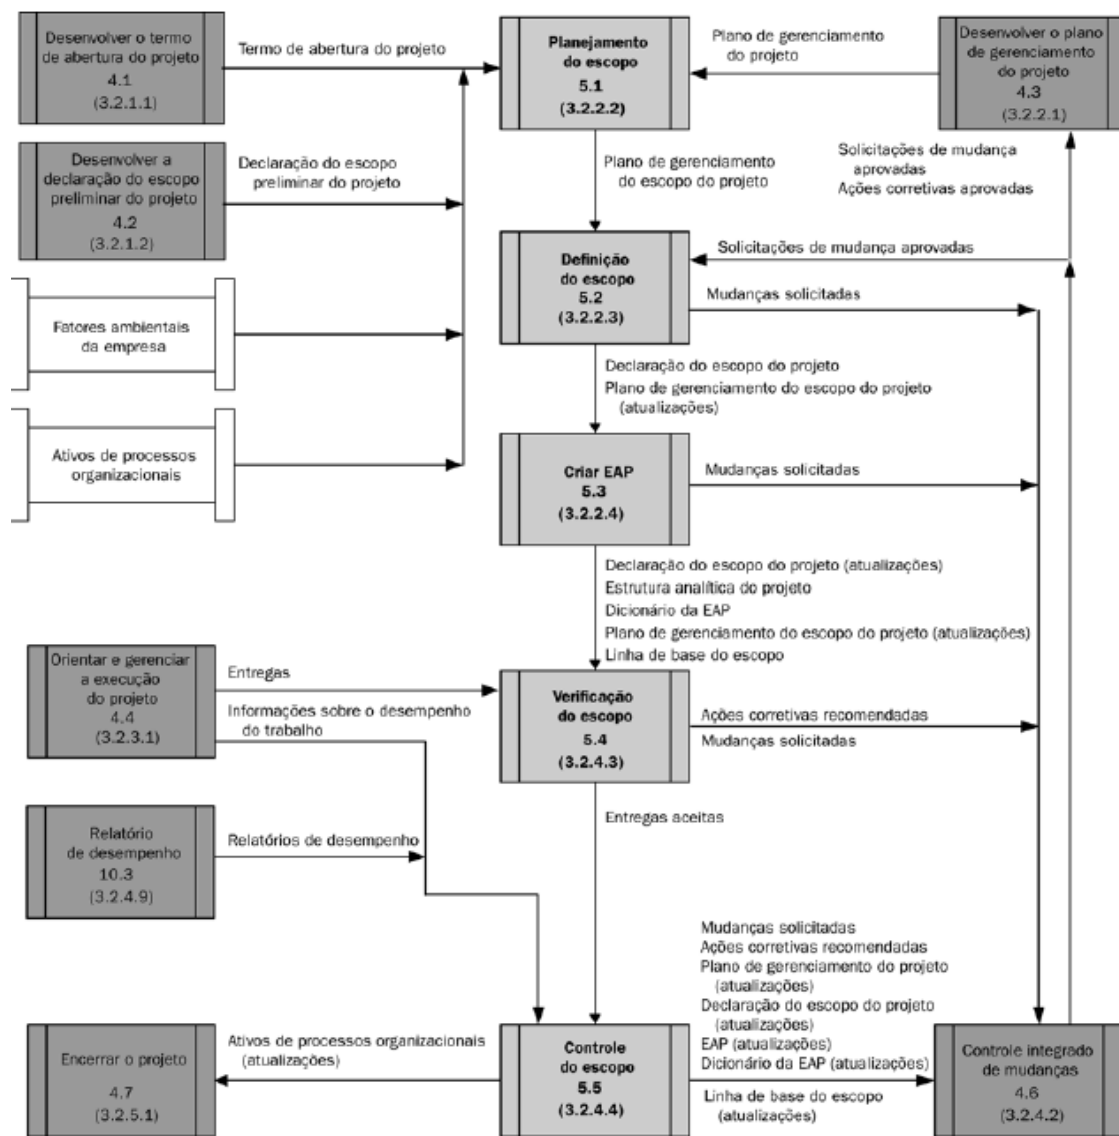 Desenvolver o termo
de abertura do projeto
4.1
(3.2.1.1)
Termo de abertura do projeto
Planejamento
do escopo
5.1
(3.2.2.2)
Plano de gerenciamento
do projeto
Desenvolver o plano
de gerenciamento
do projeto
4.3
(3.2.2.1)
Desenvolver a
declaração do escopo
preliminar do projeto
4.2
(3.2.1.2)
Declaração do escopo
preliminar do projeto
Plano de gerenciamento
do escopo do projeto
Solicitações de mudança
aprovadas
Ações corretivas aprovadas
Fatores ambientais
da empresa
Definição
do escopo
5.2
(3.2.2.3)
Solicitações de mudança aprovadas
Mudanças solicitadas
Declaração do escopo do projeto
Plano de gerenciamento do escopo do projeto
(atualizações)
Ativos de processos
organizacionais
Criar EAP
5.3
(3.2.2.4)
Mudanças solicitadas
Declaração do escopo do projeto (atualizações)
Estrutura analítica do projeto
Dicionário da EAP
Plano de gerenciamento do escopo do projeto (atualizações)
Linha de base do escopo
Orientar e gerenciar
a execução
do projeto
4.4
(3.2.3.1)
Entregas
Informações sobre o desempenho
do trabalho
Verificação
do escopo
5.4
(3.2.4.3)
Ações corretivas recomendadas
Mudanças solicitadas
Entregas aceitas
Relatório
de desempenho
10.3
(3.2.4.9)
Relatórios de desempenho
Mudanças solicitadas
Ações corretivas recomendadas
Plano de gerenciamento do projeto
(atualizações)
Declaração do escopo do projeto
(atualizações)
EAP (atualizações)
Dicionário da EAP (atualizações)
Linha de base do escopo
(atualizações)
Encerrar o projeto
4.7
(3.2.5.1)
Ativos de processos organizacionais
(atualizações)
Controle
do escopo
5.5
(3.2.4.4)
Controle integrado
de mudanças
4.6
(3.2.4.2)